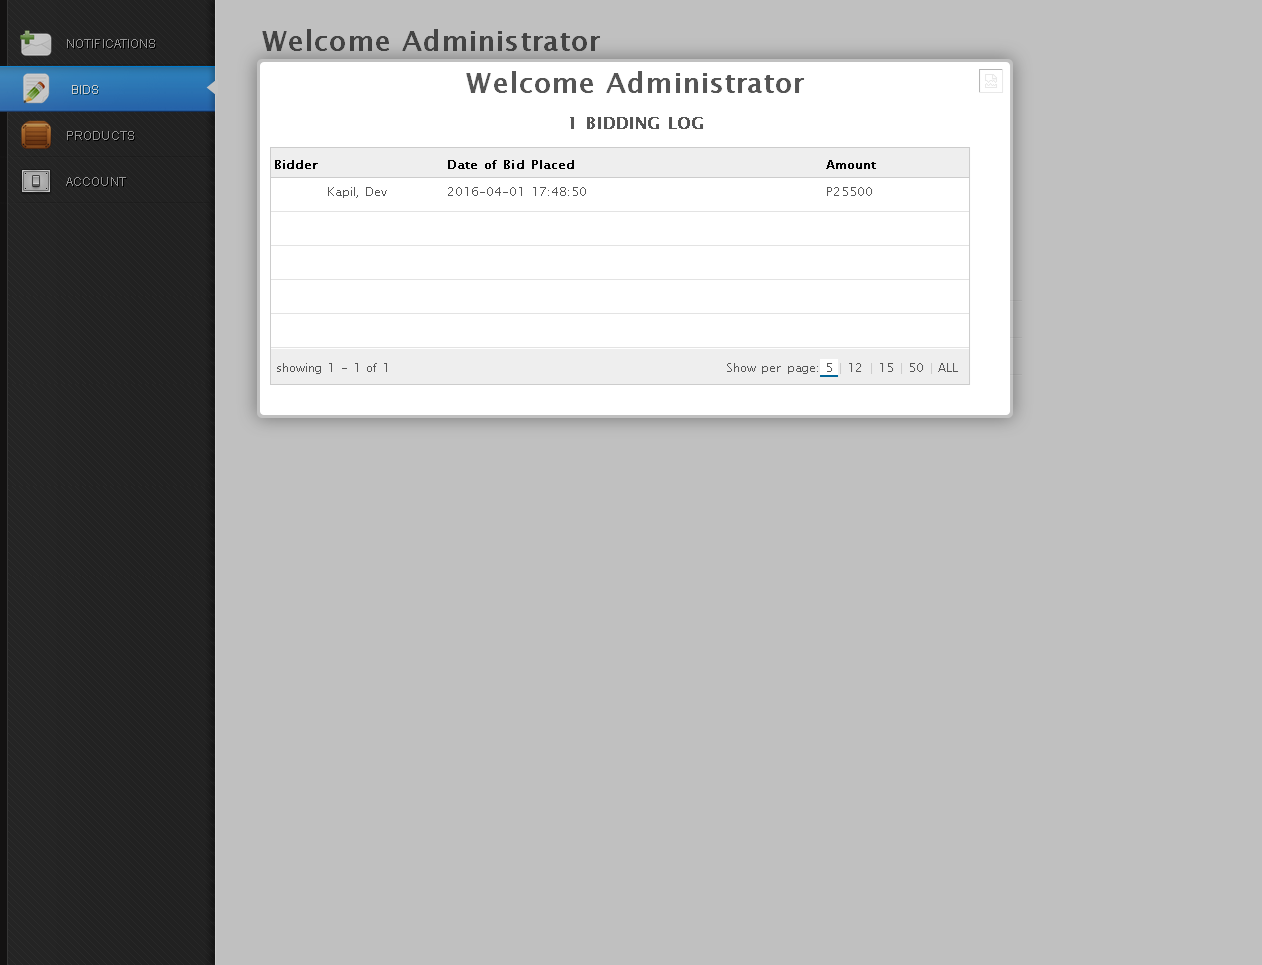 NOTIFICATIONS
BIDS
PRODUCTS
ACCOUNT
Welcome Administrator
Welcome Administrator
1 BIDDING LOG
Bidder Date of Bid Placed Amount
Kapil, Dev 2016-04-01 17:48:50 P25500
showing 1 - 1 of 1 Show per page: 5 | 12 | 15 | 50 | ALL